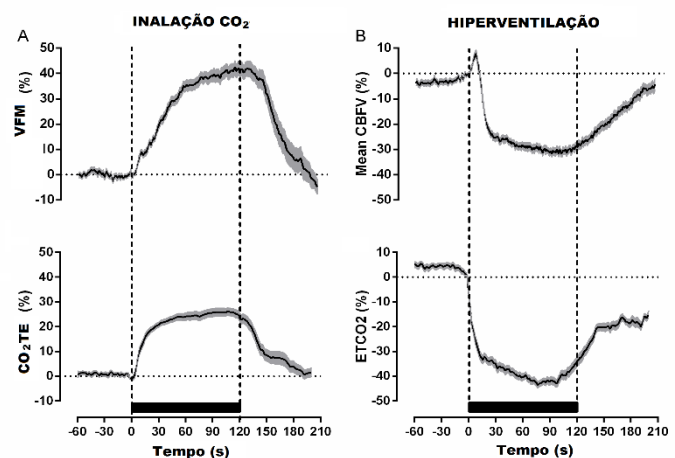 INALAÇÃO CO₂
HIPERVENTILAÇÃO
A
B
VFM (%)
50
40
30
20
10
0
-10
Mean CBFV (%)
10
0
-10
-20
-30
-40
-50
CO₂TE (%)
50
40
30
20
10
0
-10
ETCO2 (%)
10
0
-10
-20
-30
-40
-50
-60 -30 0 30 60 90 120 150 180 210
-60 -30 0 30 60 90 120 150 180 210
Tempo (s)
Tempo (s)